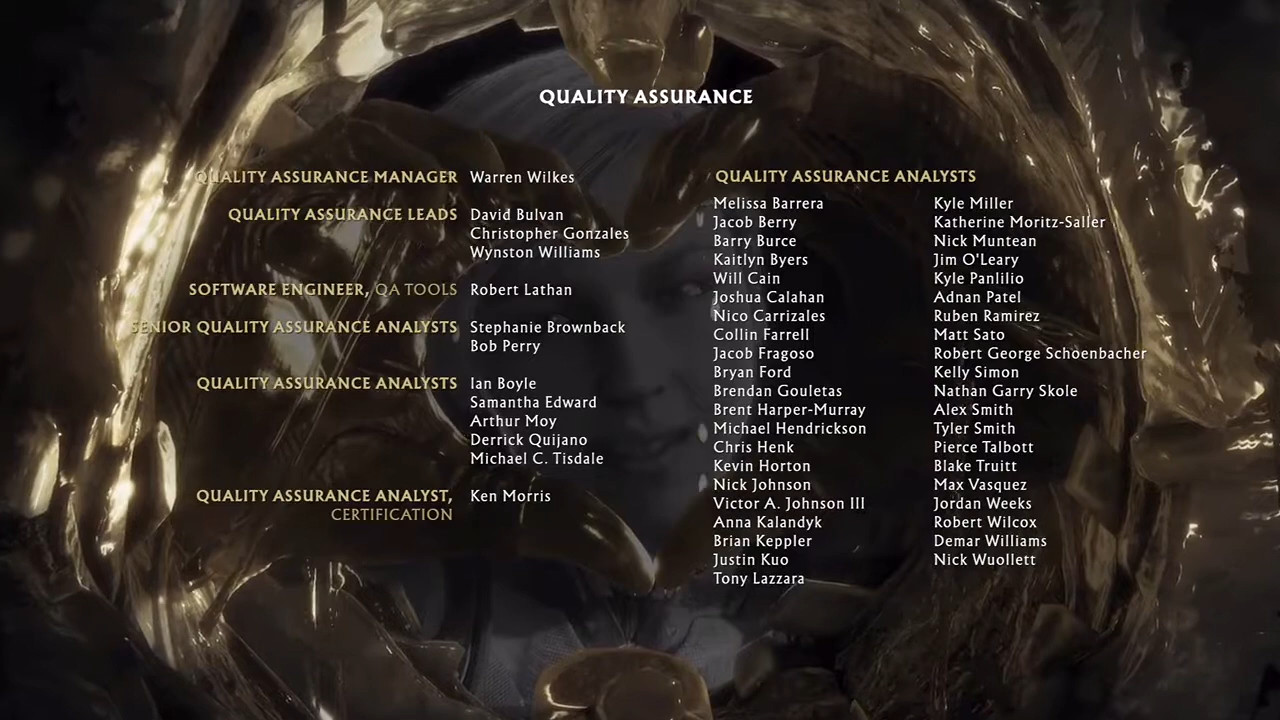 QUALITY ASSURANCE
QUALITY ASSURANCE MANAGER Warren Wilkes
QUALITY ASSURANCE LEADS David Bulvan
Christopher Gonzales
Wynston Williams
SOFTWARE ENGINEER, QA TOOLS Robert Lathan
SENIOR QUALITY ASSURANCE ANALYSTS Stephanie Brownback
Bob Perry
QUALITY ASSURANCE ANALYSTS Ian Boyle
Samantha Edward
Arthur Moy
Derrick Quijano
Michael C. Tisdale
QUALITY ASSURANCE ANALYST, Ken Morris
CERTIFICATION
QUALITY ASSURANCE ANALYSTS
Melissa Barrera
Jacob Berry
Barry Burce
Kaitlyn Byers
Will Cain
Joshua Calahan
Nico Carrizales
Collin Farrell
Jacob Fragoso
Bryan Ford
Brendan Gouletas
Brent Harper-Murray
Michael Hendrickson
Chris Henk
Kevin Horton
Nick Johnson
Victor A. Johnson III
Anna Kalandyk
Brian Keppler
Justin Kuo
Tony Lazzara
Kyle Miller
Katherine Moritz-Saller
Nick Muntean
Jim O'Leary
Kyle Panlilio
Adnan Patel
Ruben Ramirez
Matt Sato
Robert George Schoenbacher
Kelly Simon
Nathan Garry Skole
Alex Smith
Tyler Smith
Pierce Talbott
Blake Truitt
Max Vasquez
Jordan Weeks
Robert Wilcox
Demar Williams
Nick Wuollett